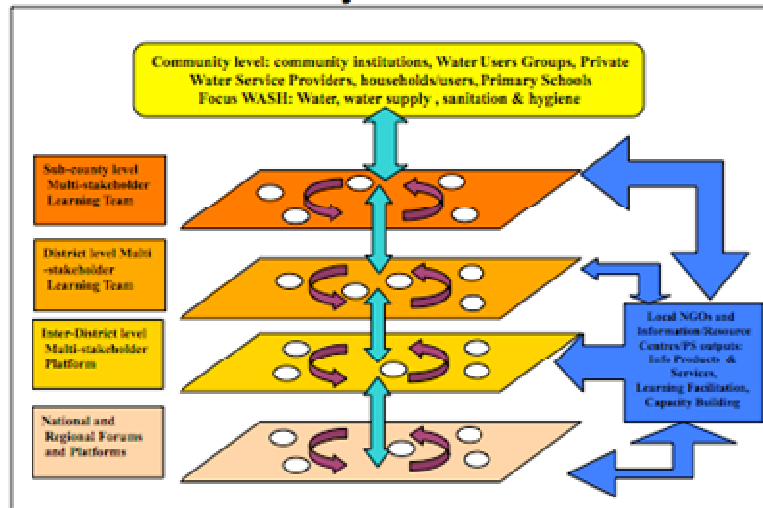 Community level: community institutions, Water Users Groups, Private
Water Service Providers, households/users, Primary Schools
Focus WASH: Water, water supply , sanitation & hygiene
Sub-county level
Multi-stakeholder
Learning Team
District level Multi
-stakeholder
Learning Team
Inter-District level
Multi-stakeholder
Platform
National and
Regional Forums
and Platforms
Local NGOs and
Information/Resource
Centres/PS outputs:
Info Products &
Services,
Learning Facilitation,
Capacity Building